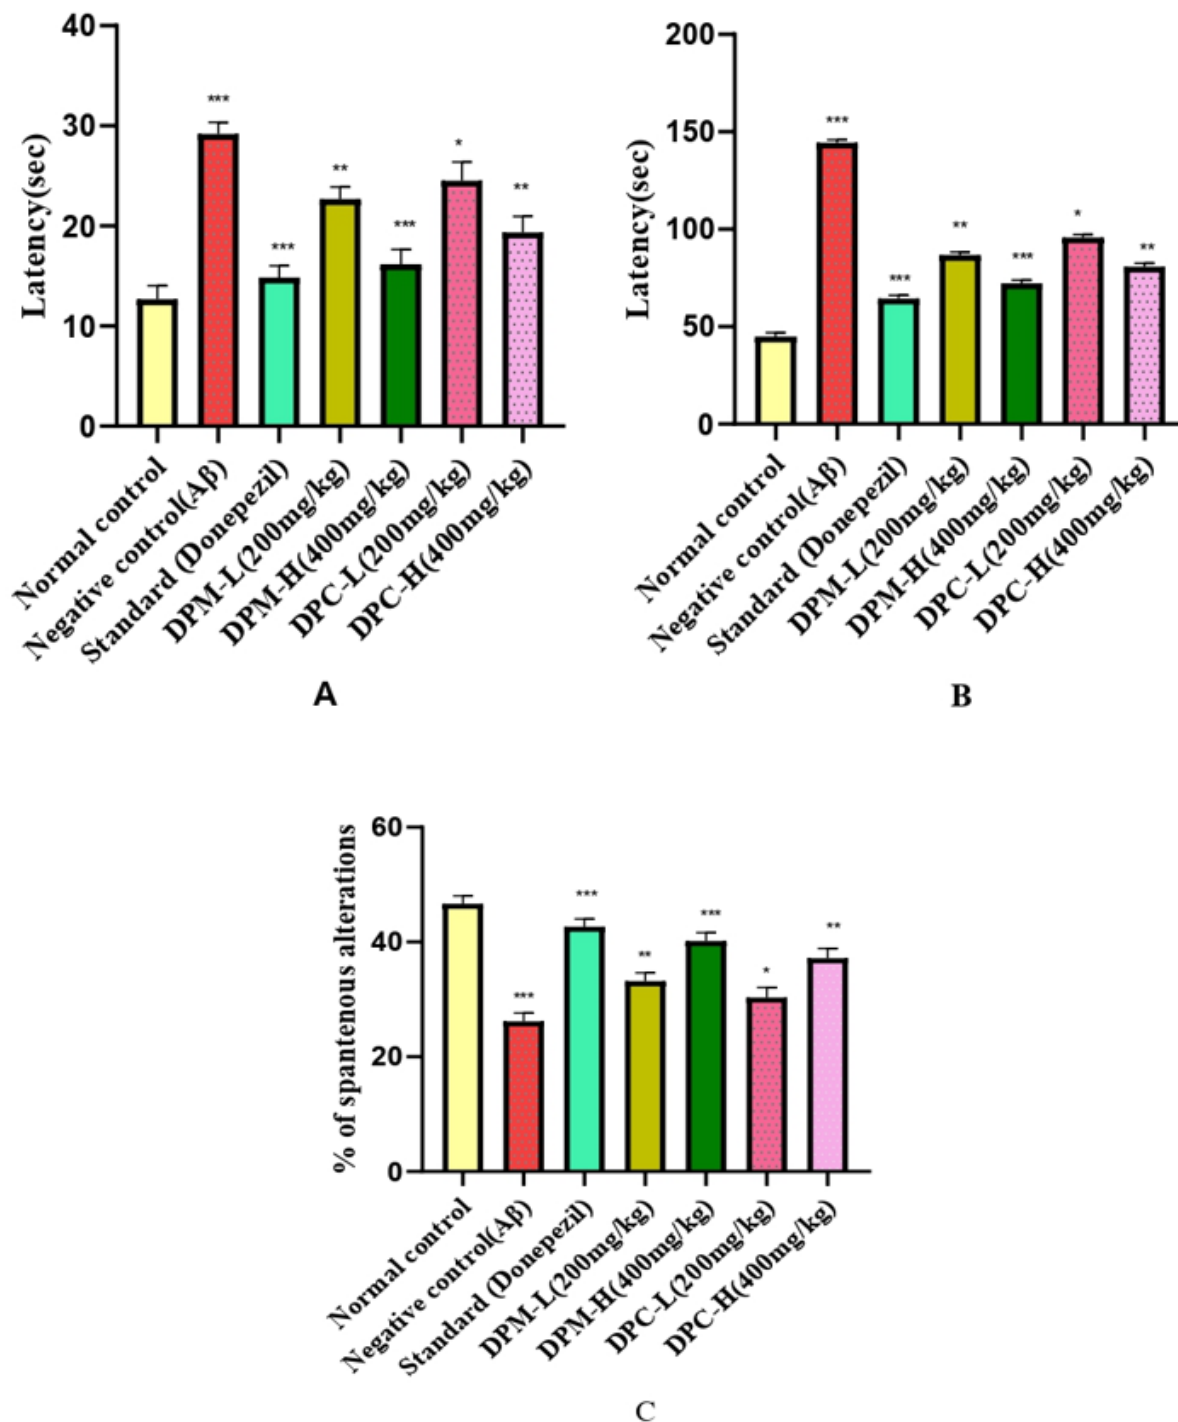 40
30
20
10
0
Latency(sec)
***
***
**
***
*
**
Normal control
Negative control(Aβ)
Standard (Donepezil)
DPM-L(200mg/kg)
DPM-H(400mg/kg)
DPC-L(200mg/kg)
DPC-H(400mg/kg)
A
200
150
100
50
0
Latency(sec)
***
***
**
***
*
**
Normal control
Negative control(Aβ)
Standard (Donepezil)
DPM-L(200mg/kg)
DPM-H(400mg/kg)
DPC-L(200mg/kg)
DPC-H(400mg/kg)
B
60
40
20
0
% of spantenous alterations
***
***
**
***
*
**
Normal control
Negative control(Aβ)
Standard (Donepezil)
DPM-L(200mg/kg)
DPM-H(400mg/kg)
DPC-L(200mg/kg)
DPC-H(400mg/kg)
C